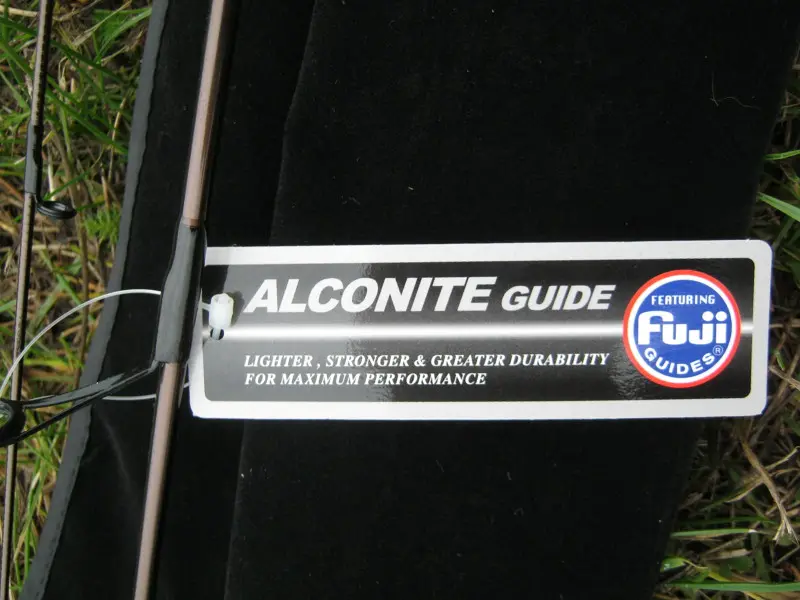 ALCONITE GUIDE
LIGHTER , STRONGER & GREATER DURABILITY
FOR MAXIMUM PERFORMANCE
FEATURING
Fuji
GUIDES®